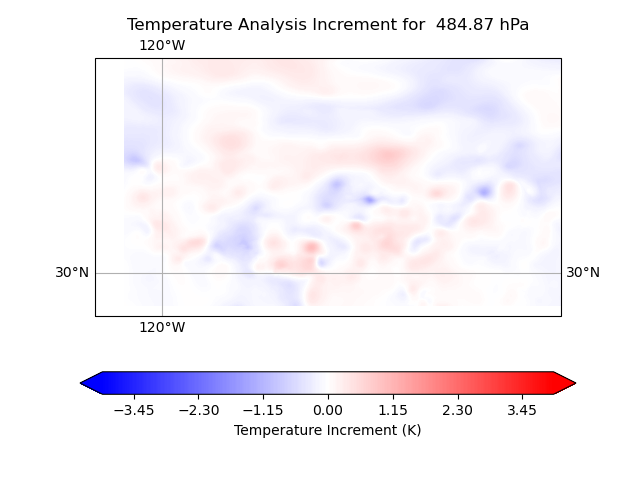 Temperature Analysis Increment for  484.87 hPa
120°W
30°N 30°N
120°W
−3.45 −2.30 −1.15 0.00 1.15 2.30 3.45
Temperature Increment (K)